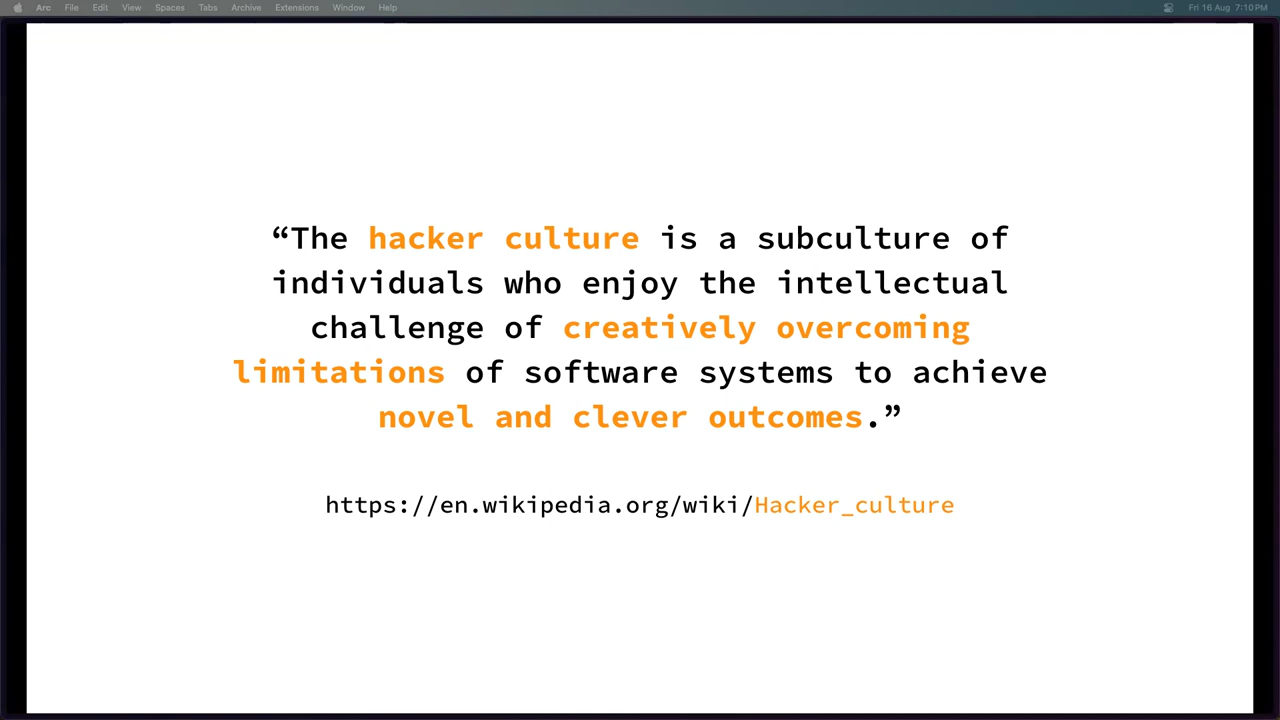 Arc File Edit View Spaces Tabs Archive Extensions Window Help Fri 16 Aug 7:10 PM
“The hacker culture is a subculture of
individuals who enjoy the intellectual
challenge of creatively overcoming
limitations of software systems to achieve
novel and clever outcomes.”
https://en.wikipedia.org/wiki/Hacker_culture